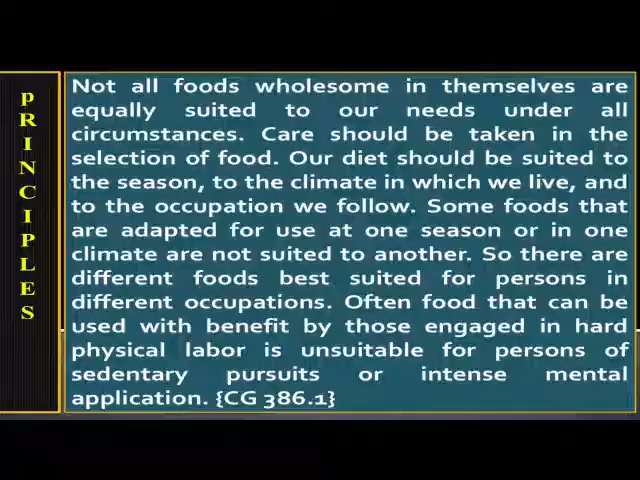 PRINCIPLES
Not all foods wholesome in themselves are
equally suited to our needs under all
circumstances. Care should be taken in the
selection of food. Our diet should be suited to
the season, to the climate in which we live, and
to the occupation we follow. Some foods that
are adapted for use at one season or in one
climate are not suited to another. So there are
different foods best suited for persons in
different occupations. Often food that can be
used with benefit by those engaged in hard
physical labor is unsuitable for persons of
sedentary pursuits or intense mental
application. {CG 386.1}